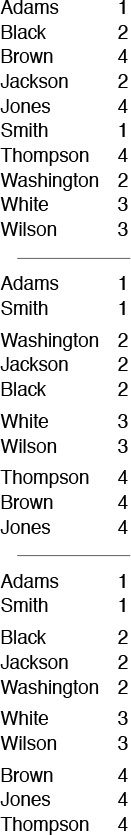 Adams 1
Black 2
Brown 4
Jackson 2
Jones 4
Smith 1
Thompson 4
Washington 2
White 3
Wilson 3
Adams 1
Smith 1
Washington 2
Jackson 2
Black 2
White 3
Wilson 3
Thompson 4
Brown 4
Jones 4
Adams 1
Smith 1
Black 2
Jackson 2
Washington 2
White 3
Wilson 3
Brown 4
Jones 4
Thompson 4